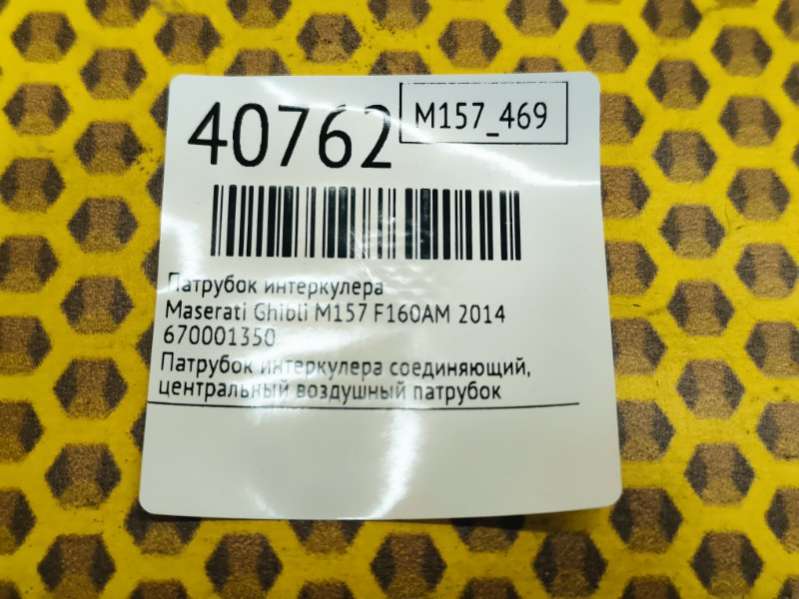 40762
M157_469
Патрубок интеркулера
Maserati Ghibli M157 F160AM 2014
670001350
Патрубок интеркулера соединяющий,
центральный воздушный патрубок